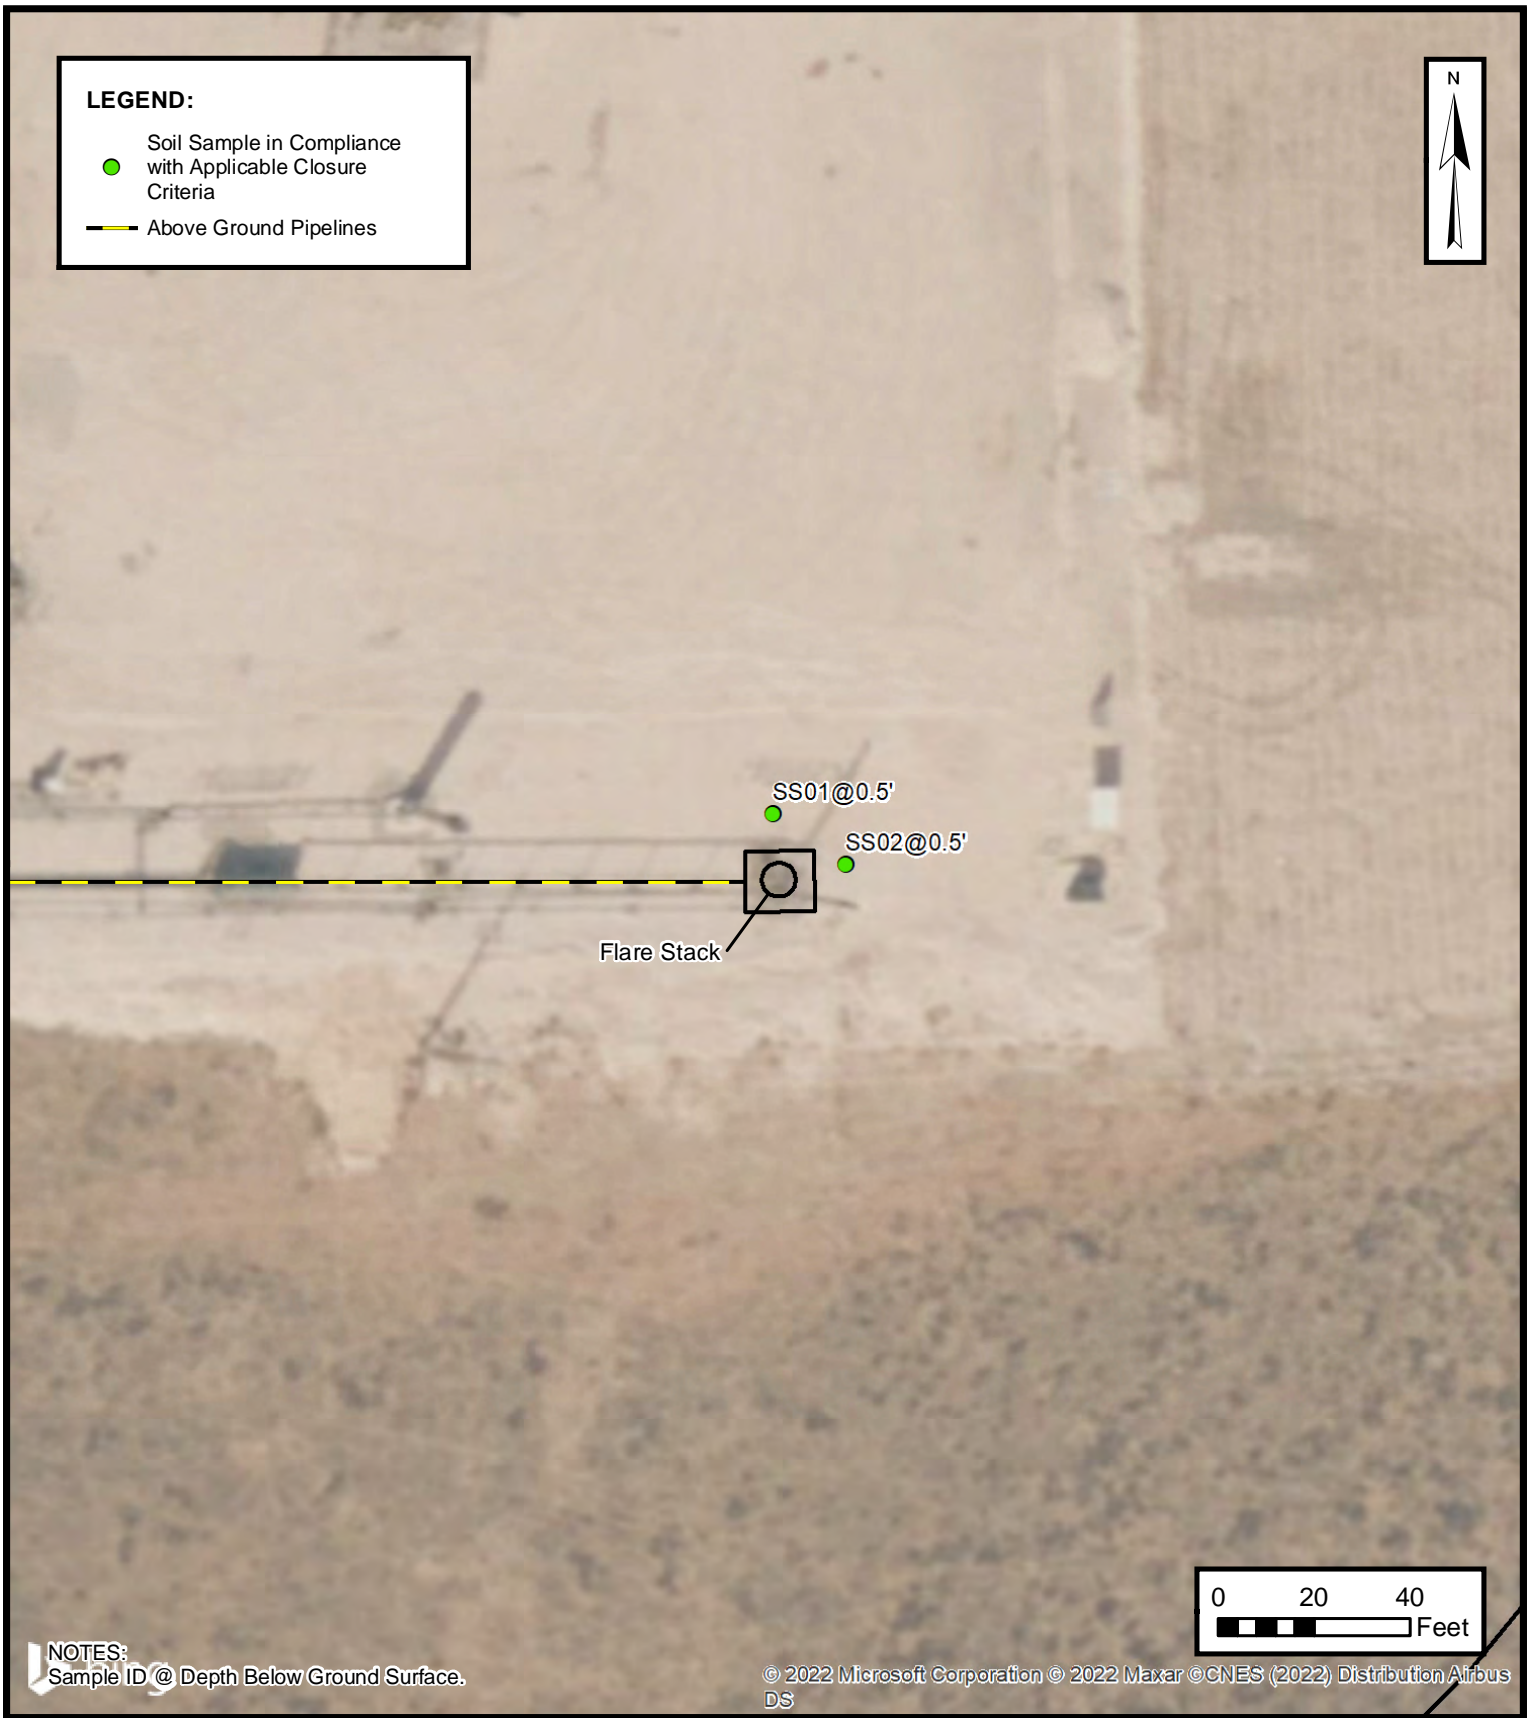 LEGEND:
Soil Sample in Compliance
with Applicable Closure
Criteria
Above Ground Pipelines
N
SS01@0.5'
SS02@0.5'
Flare Stack
0 20 40
Feet
NOTES:
Sample ID @ Depth Below Ground Surface.
© 2022 Microsoft Corporation © 2022 Maxar ©CNES (2022) Distribution Airbus
DS